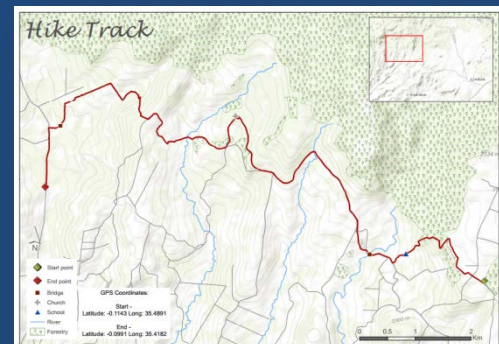 Hike Track
N
Start point
End point
Bridge
Church
School
River
Forestry
GPS Coordinates:
Start -
Latitude: -0.1143 Long: 35.4891
End -
Latitude: -0.0991 Long: 35.4182
0 0.5 1 2
Km